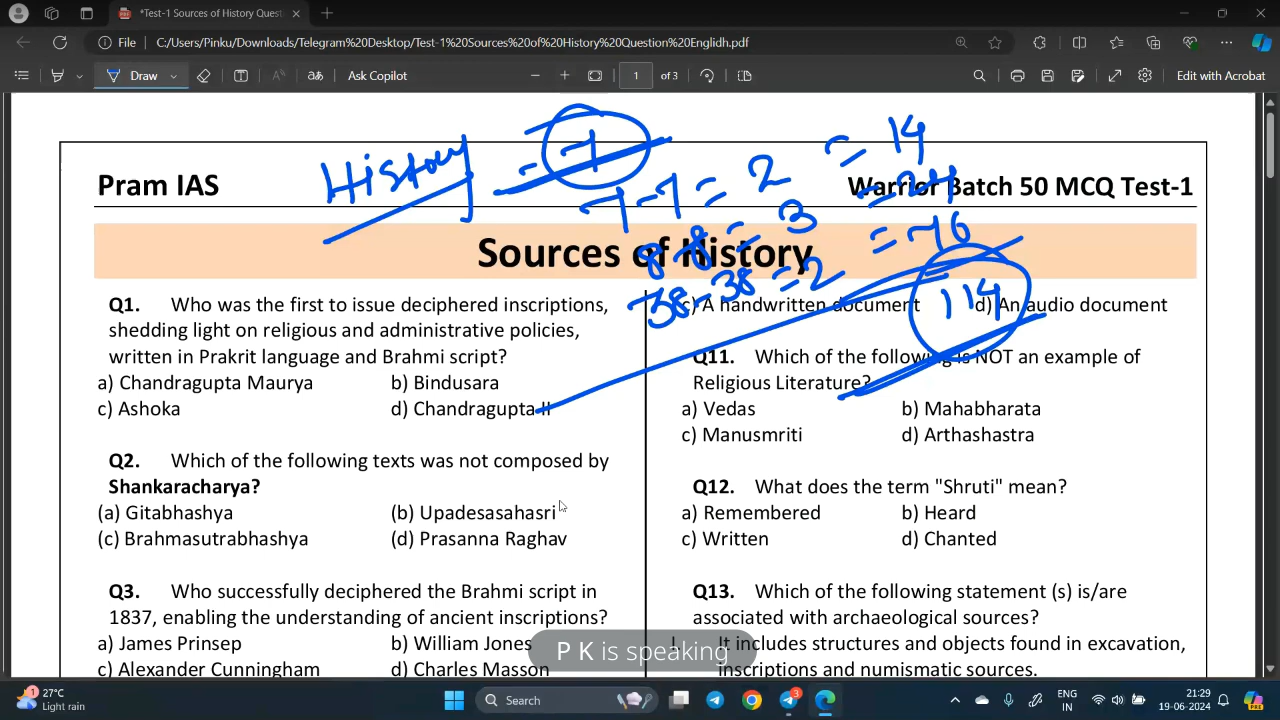 *Test-1 Sources of History Quest
File C:/Users/Pinku/Downloads/Telegram%20Desktop/Test-1%20Sources%20of%20History%20Question%20Englidh.pdf
Draw Ask Copilot 1 of 3 Edit with Acrobat
History
= 14
7-7 = 2 = 24
8-8 = 3 = 76
38-38 = 2
114
Pram IAS Warrior Batch 50 MCQ Test-1
Sources of History
Q1. Who was the first to issue deciphered inscriptions,
shedding light on religious and administrative policies,
written in Prakrit language and Brahmi script?
a) Chandragupta Maurya b) Bindusara
c) Ashoka d) Chandragupta II
Q2. Which of the following texts was not composed by
Shankaracharya?
(a) Gitabhashya (b) Upadesasahasri
(c) Brahmasutrabhashya (d) Prasanna Raghav
Q3. Who successfully deciphered the Brahmi script in
1837, enabling the understanding of ancient inscriptions?
a) James Prinsep b) William Jones
c) Alexander Cunningham d) Charles Masson
c) A handwritten document d) An audio document
Q11. Which of the following is NOT an example of
Religious Literature?
a) Vedas b) Mahabharata
c) Manusmriti d) Arthashastra
Q12. What does the term "Shruti" mean?
a) Remembered b) Heard
c) Written d) Chanted
Q13. Which of the following statement (s) is/are
associated with archaeological sources?
It includes structures and objects found in excavation,
inscriptions and numismatic sources.
P K is speaking
27°C
Light rain
Search
ENG
IN
21:29
19-06-2024